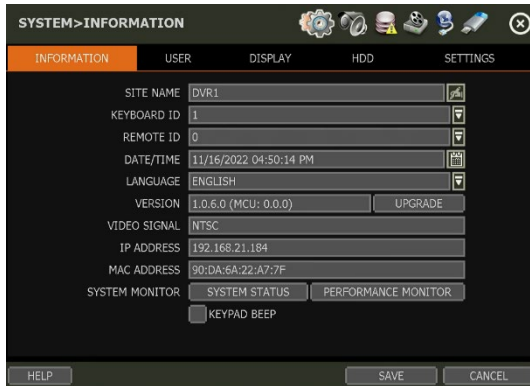 SYSTEM>INFORMATION
INFORMATION USER DISPLAY HDD SETTINGS
SITE NAME DVR1
KEYBOARD ID 1
REMOTE ID 0
DATE/TIME 11/16/2022 04:50:14 PM
LANGUAGE ENGLISH
VERSION 1.0.6.0 (MCU: 0.0.0) UPGRADE
VIDEO SIGNAL NTSC
IP ADDRESS 192.168.21.184
MAC ADDRESS 90:DA:6A:22:A7:7F
SYSTEM MONITOR SYSTEM STATUS PERFORMANCE MONITOR
KEYPAD BEEP
HELP SAVE CANCEL